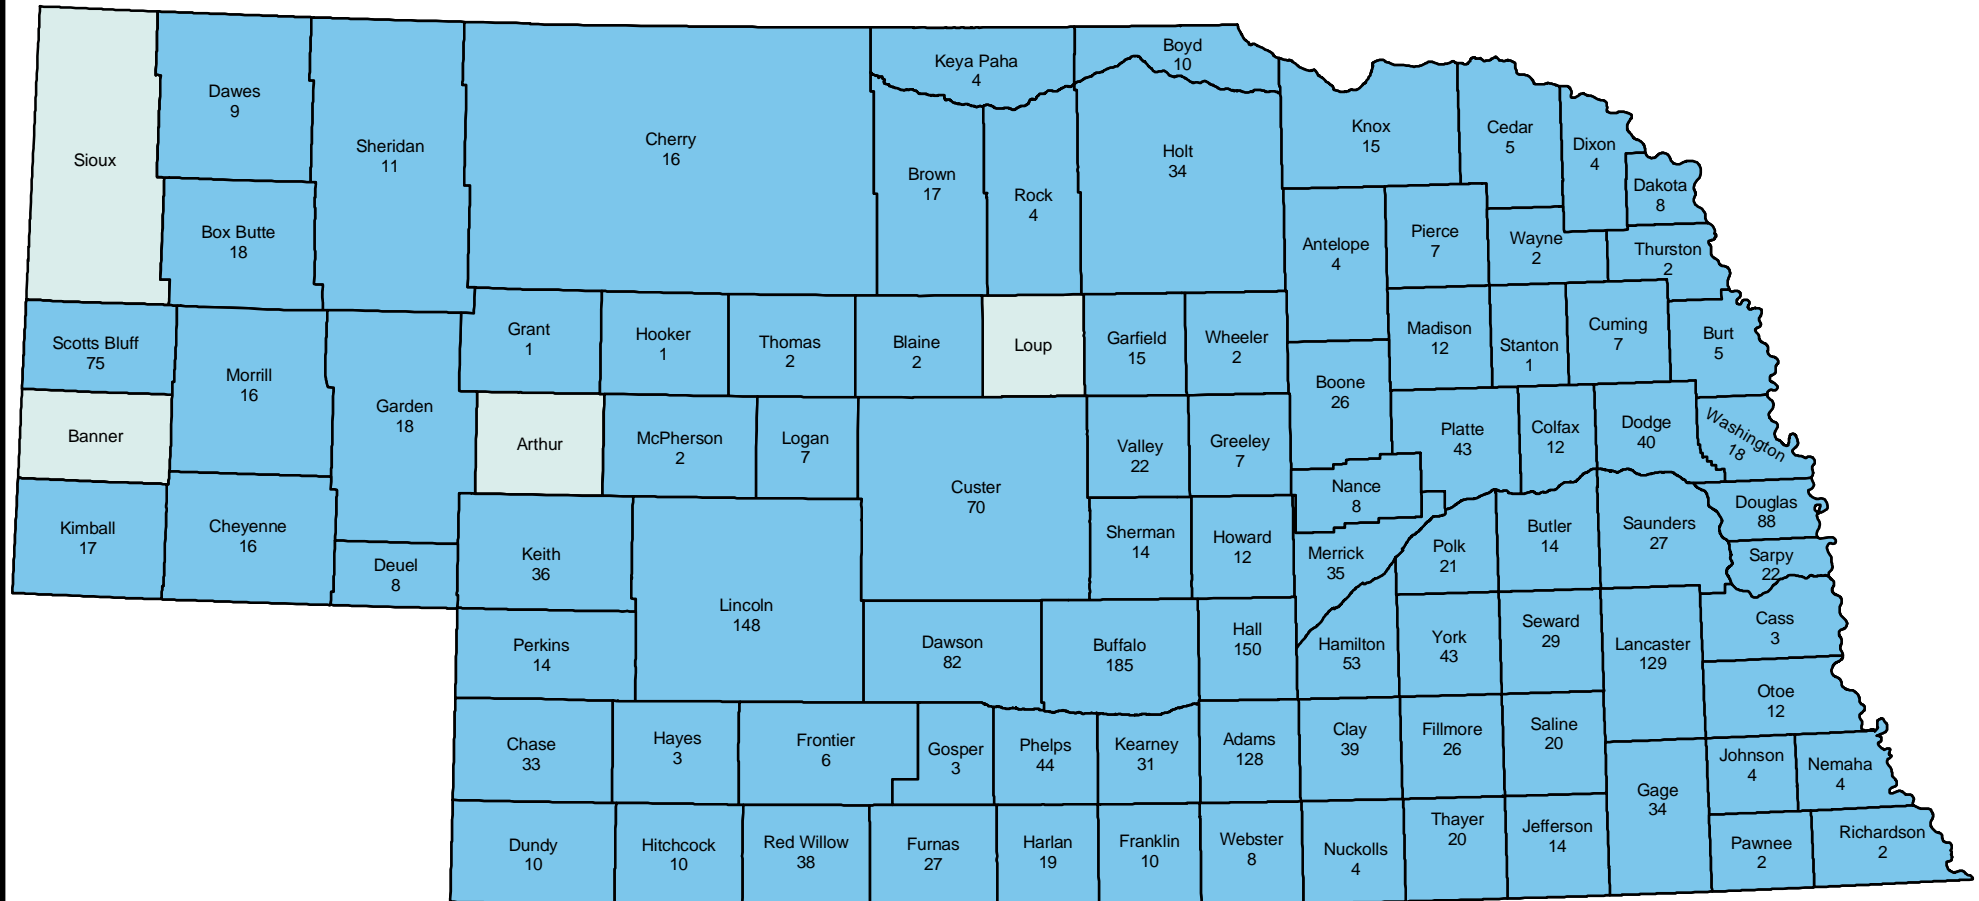 Sioux
Dawes
9
Sheridan
11
Cherry
16
Keya Paha
4
Boyd
10
Brown
17
Rock
4
Holt
34
Knox
15
Cedar
5
Dixon
4
Dakota
8
Box Butte
18
Antelope
4
Pierce
7
Wayne
2
Thurston
2
Scotts Bluff
75
Morrill
16
Garden
18
Grant
1
Hooker
1
Thomas
2
Blaine
2
Loup
Garfield
15
Wheeler
2
Boone
26
Madison
12
Stanton
1
Cuming
7
Burt
5
Banner
Arthur
McPherson
2
Logan
7
Custer
70
Valley
22
Greeley
7
Platte
43
Colfax
12
Dodge
40
Washington
18
Kimball
17
Cheyenne
16
Deuel
8
Keith
36
Lincoln
148
Sherman
14
Howard
12
Nance
8
Merrick
35
Polk
21
Butler
14
Saunders
27
Douglas
88
Sarpy
22
Perkins
14
Dawson
82
Buffalo
185
Hall
150
Hamilton
53
York
43
Seward
29
Lancaster
129
Cass
3
Otoe
12
Chase
33
Hayes
3
Frontier
6
Gosper
3
Phelps
44
Kearney
31
Adams
128
Clay
39
Fillmore
26
Saline
20
Gage
34
Johnson
4
Nemaha
4
Dundy
10
Hitchcock
10
Red Willow
38
Furnas
27
Harlan
19
Franklin
10
Webster
8
Nuckolls
4
Thayer
20
Jefferson
14
Pawnee
2
Richardson
2